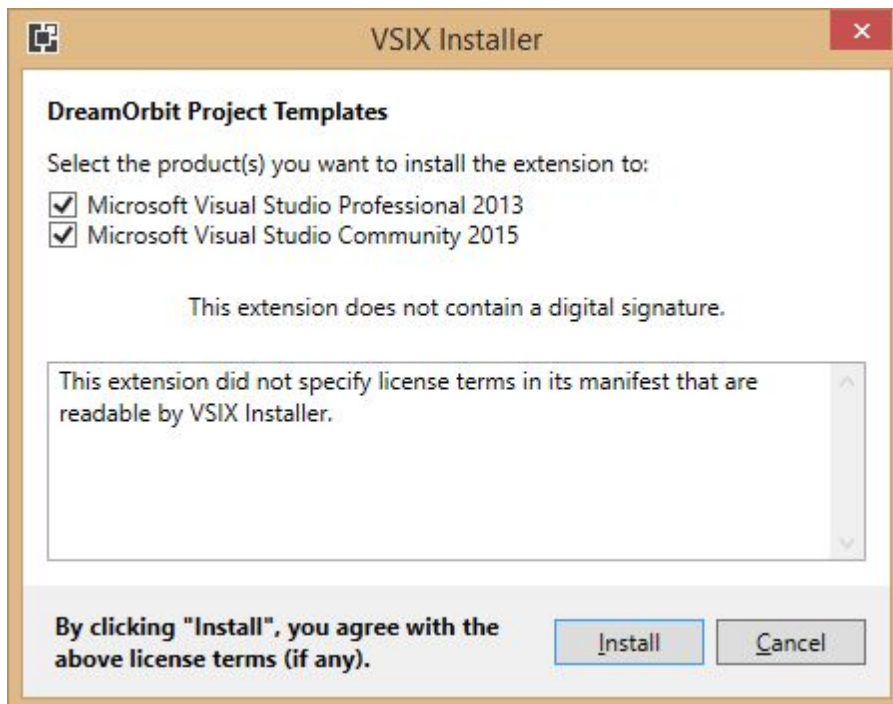 VSIX Installer
DreamOrbit Project Templates
Select the product(s) you want to install the extension to:
Microsoft Visual Studio Professional 2013
Microsoft Visual Studio Community 2015
This extension does not contain a digital signature.
This extension did not specify license terms in its manifest that are
readable by VSIX Installer.
By clicking "Install", you agree with the
above license terms (if any).
Install
Cancel